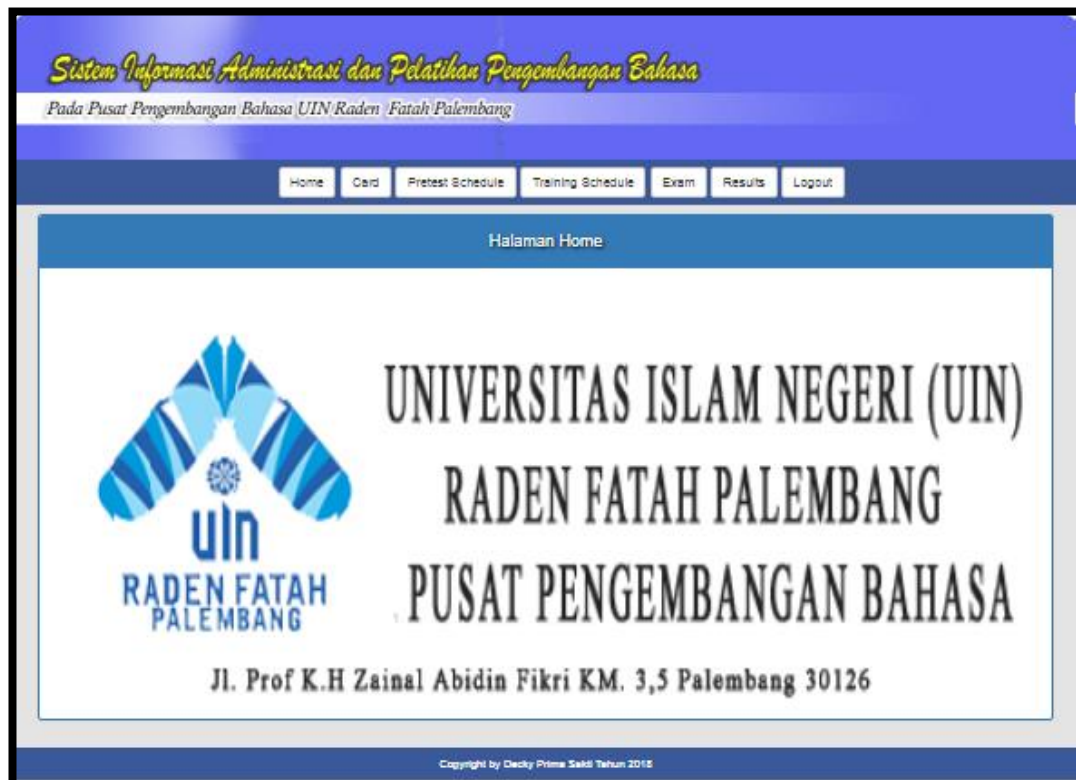 Sistem Informasi Administrasi dan Pelatihan Pengembangan Bahasa
Pada Pusat Pengembangan Bahasa UIN Raden Fatah Palembang
Home Card Pretest Schedule Training Schedule Exam Results Logout
Halaman Home
UNIVERSITAS ISLAM NEGERI (UIN)
RADEN FATAH PALEMBANG
PUSAT PENGEMBANGAN BAHASA
uin
RADEN FATAH
PALEMBANG
Jl. Prof K.H Zainal Abidin Fikri KM. 3,5 Palembang 30126
Copyright by Decky Prima Sakti Tahun 2018